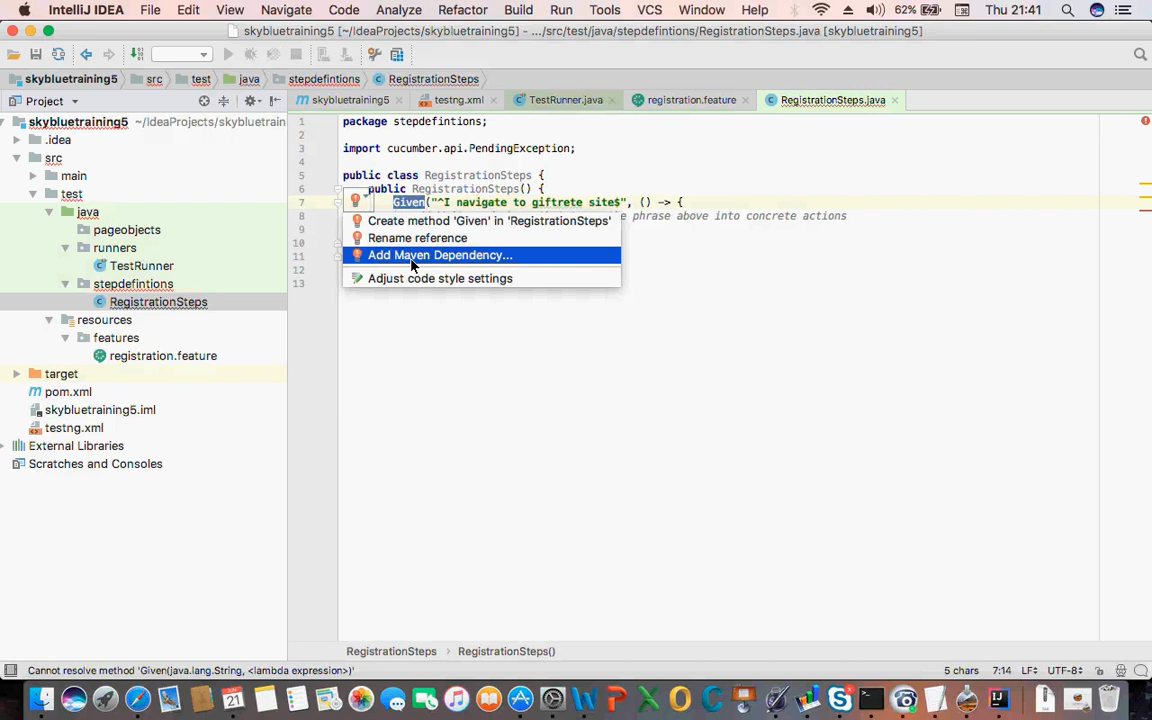 IntelliJ IDEA File Edit View Navigate Code Analyze Refactor Build Run Tools VCS Window Help 62% Thu 21:41
skybluetraining5 [~/IdeaProjects/skybluetraining5] - .../src/test/java/stepdefintions/RegistrationSteps.java [skybluetraining5]
skybluetraining5 src test java stepdefintions RegistrationSteps
Project skybluetraining5 testng.xml TestRunner.java registration.feature RegistrationSteps.java
skybluetraining5 ~/IdeaProjects/skybluetrain
.idea
src
main
test
java
pageobjects
runners
TestRunner
stepdefintions
RegistrationSteps
resources
features
registration.feature
target
pom.xml
skybluetraining5.iml
testng.xml
External Libraries
Scratches and Consoles
1 package stepdefintions;
2
3 import cucumber.api.PendingException;
4
5 public class RegistrationSteps {
6 public RegistrationSteps() {
7 Given("^I navigate to giftrete site$", () -> {
8 phrase above into concrete actions
Create method 'Given' in 'RegistrationSteps'
Rename reference
10
11 Add Maven Dependency...
12
13 Adjust code style settings
RegistrationSteps › RegistrationSteps()
Cannot resolve method 'Given(java.lang.String, <lambda expression>)' 5 chars 7:14 LF UTF-8
21